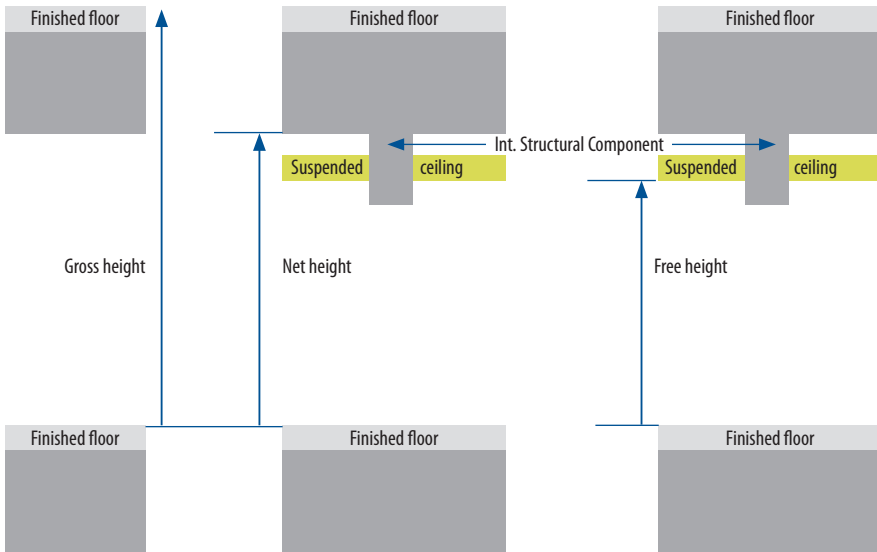 Finished floor
Finished floor
Finished floor
Int. Structural Component
Suspended ceiling
Suspended ceiling
Gross height
Net height
Free height
Finished floor
Finished floor
Finished floor